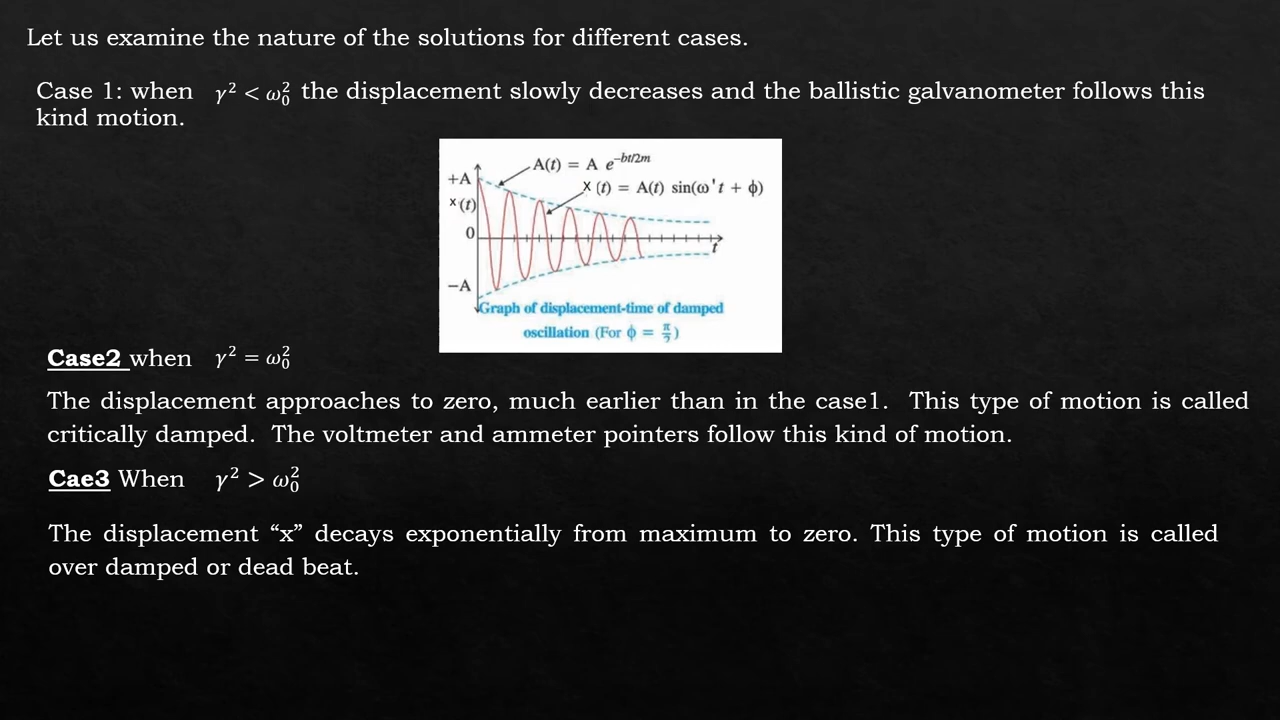 Let us examine the nature of the solutions for different cases.
Case 1: when γ² < ω₀² the displacement slowly decreases and the ballistic galvanometer follows this
kind motion.
A(t) = A e^–bt/2m
+A
x (t) = A(t) sin(ω't + ϕ)
x (t)
0
t
–A
Graph of displacement-time of damped
oscillation (For ϕ = π/2)
Case2 when γ² = ω₀²
The displacement approaches to zero, much earlier than in the case1. This type of motion is called
critically damped. The voltmeter and ammeter pointers follow this kind of motion.
Cae3 When γ² > ω₀²
The displacement “x” decays exponentially from maximum to zero. This type of motion is called
over damped or dead beat.